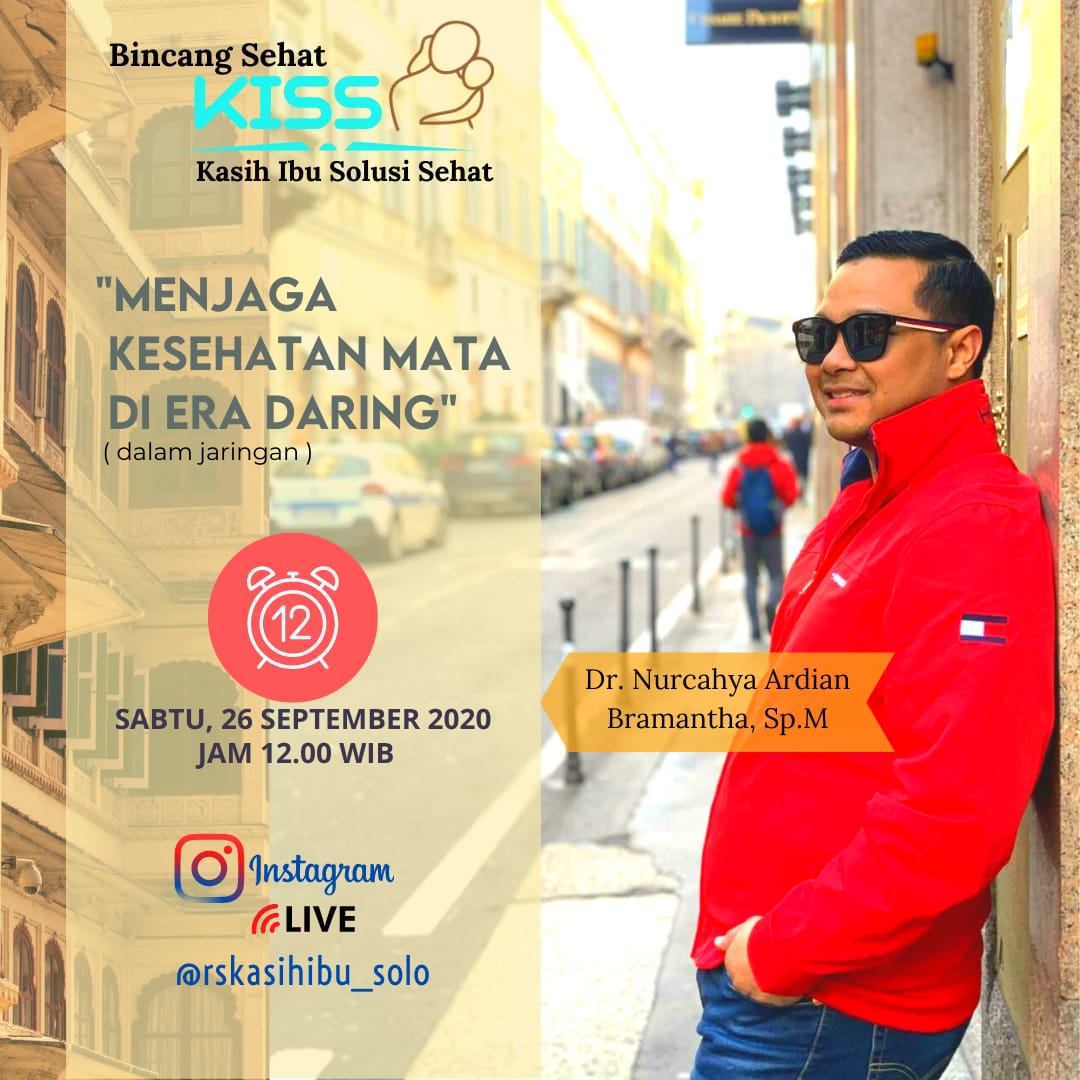 Bincang Sehat
KISS
Kasih Ibu Solusi Sehat
"MENJAGA
KESEHATAN MATA
DI ERA DARING"
( dalam jaringan )
12
SABTU, 26 SEPTEMBER 2020
JAM 12.00 WIB
Instagram
LIVE
@rskasihibu_solo
Dr. Nurcahya Ardian
Bramantha, Sp.M